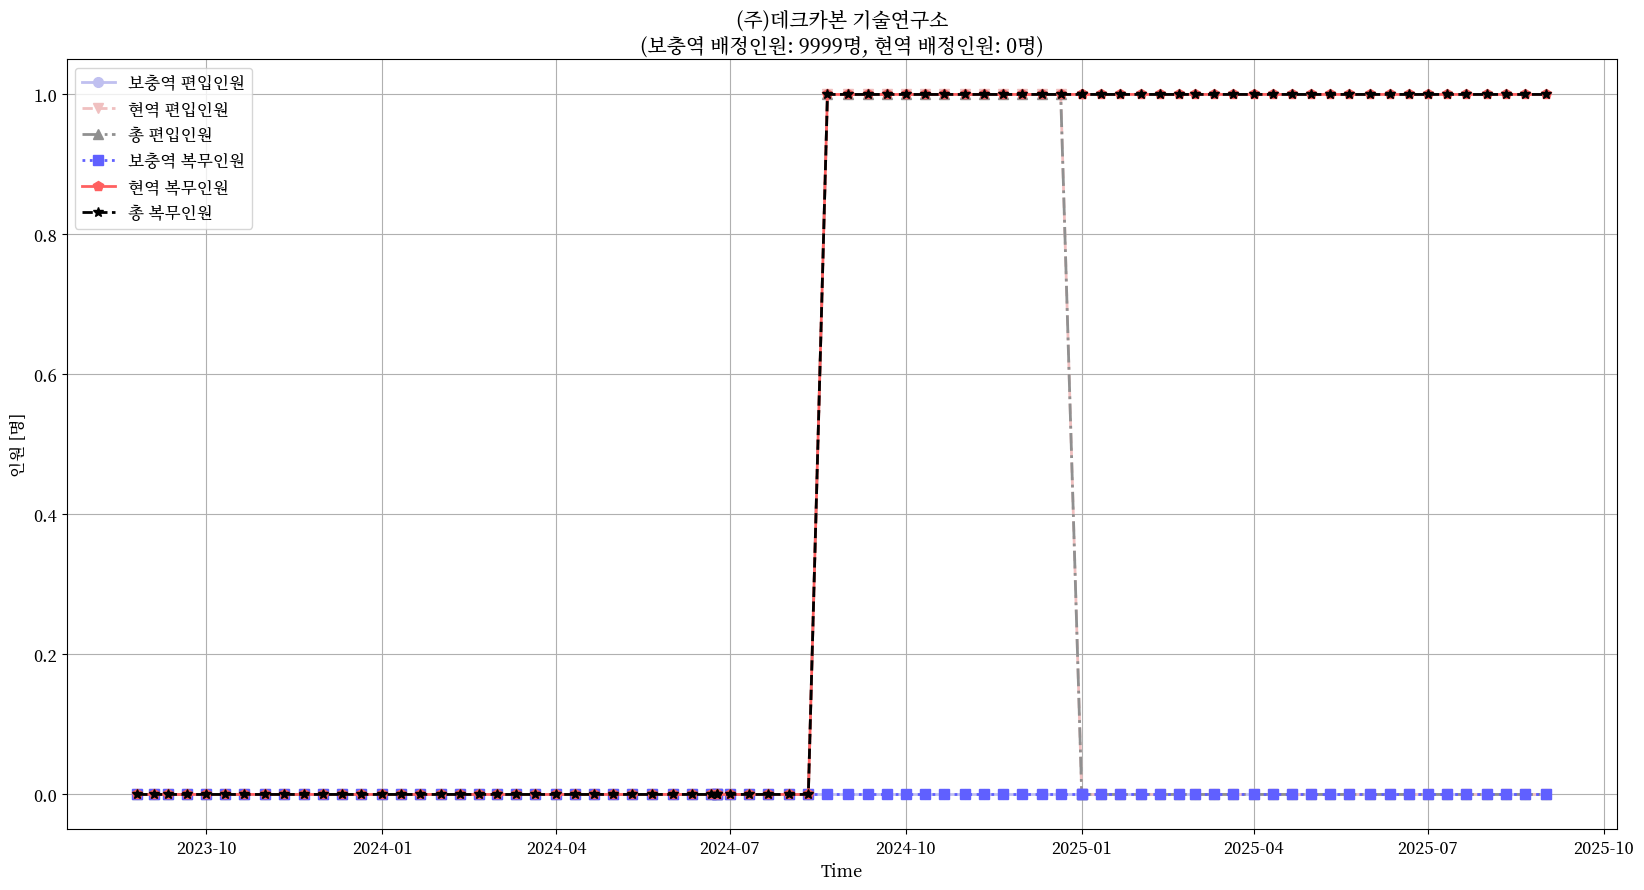 (주)데크카본 기술연구소
(보충역 배정인원: 9999명, 현역 배정인원: 0명)
보충역 편입인원
현역 편입인원
총 편입인원
보충역 복무인원
현역 복무인원
총 복무인원
인원 [명]
1.0
0.8
0.6
0.4
0.2
0.0
2023-10
2024-01
2024-04
2024-07
2024-10
2025-01
2025-04
2025-07
2025-10
Time